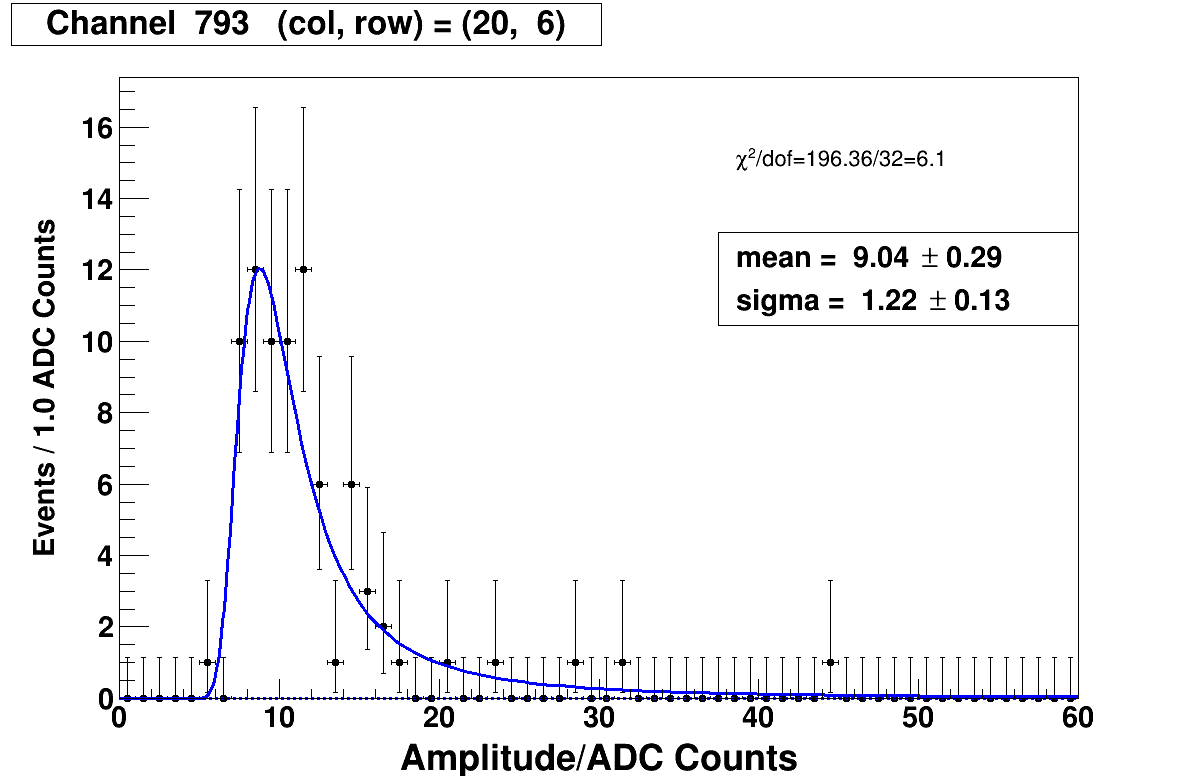 Channel 793 (col, row) = (20, 6)
16
14
12
10
8
6
4
2
0
Events / 1.0 ADC Counts
χ²/dof=196.36/32=6.1
mean = 9.04 ± 0.29
sigma = 1.22 ± 0.13
0 10 20 30 40 50 60
Amplitude/ADC Counts